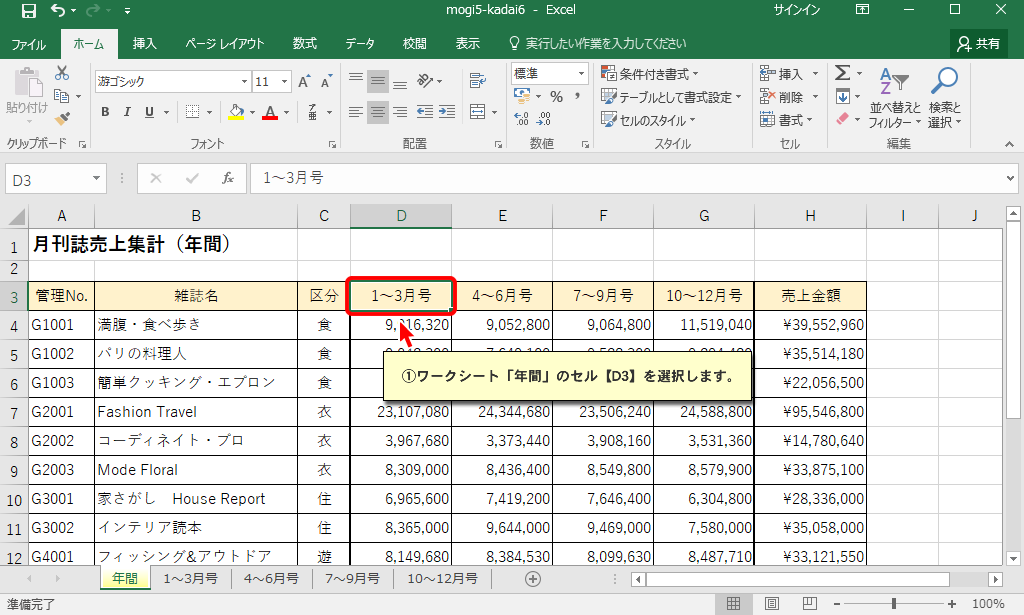 mogi5-kadai6 - Excel
サインイン
ファイル
ホーム
挿入
ページ レイアウト
数式
データ
校閲
表示
実行したい作業を入力してください
共有
貼り付け
クリップボード
游ゴシック
11
A A
B I U
A
フォント
配置
標準
%
数値
条件付き書式
テーブルとして書式設定
セルのスタイル
スタイル
挿入
削除
書式
セル
並べ替えと
フィルター
検索と
選択
編集
D3
fx
1～3月号
A B C D E F G H I J
1 月刊誌売上集計（年間）
2
3 管理No. 雑誌名 区分 1～3月号 4～6月号 7～9月号 10～12月号 売上金額
4 G1001 満腹・食べ歩き 食 9,316,320 9,052,800 9,064,800 11,519,040 ¥39,552,960
5 G1002 パリの料理人 食 ¥35,514,180
①ワークシート「年間」のセル【D3】を選択します。
6 G1003 簡単クッキング・エプロン 食 ¥22,056,500
7 G2001 Fashion Travel 衣 23,107,080 24,344,680 23,506,240 24,588,800 ¥95,546,800
8 G2002 コーディネイト・プロ 衣 3,967,680 3,373,440 3,908,160 3,531,360 ¥14,780,640
9 G2003 Mode Floral 衣 8,309,000 8,436,400 8,549,800 8,579,900 ¥33,875,100
10 G3001 家さがし　House Report 住 6,965,600 7,419,200 7,646,400 6,304,800 ¥28,336,000
11 G3002 インテリア読本 住 8,365,000 9,644,000 9,469,000 7,580,000 ¥35,058,000
12 G4001 フィッシング&アウトドア 遊 8,149,680 8,384,530 8,099,630 8,487,710 ¥33,121,550
年間 1～3月号 4～6月号 7～9月号 10～12月号
準備完了
100%